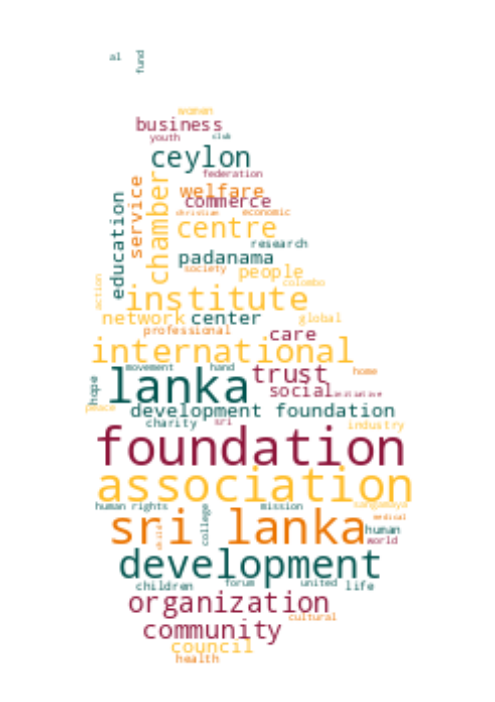 al
fund
women
business
youth
club
ceylon
federation
welfare
commerce
service
education
chamber
christian
economic
centre
research
padanama
society
people
colombo
action
institute
network
center
global
professional
care
international
movement
hand
lanka
trust
home
hope
social
initiative
peace
development foundation
charity
sri
industry
foundation
association
human rights
mission
sangamaya
college
medical
sri lanka
human
child
world
development
children
forum
united
life
organization
cultural
community
council
health